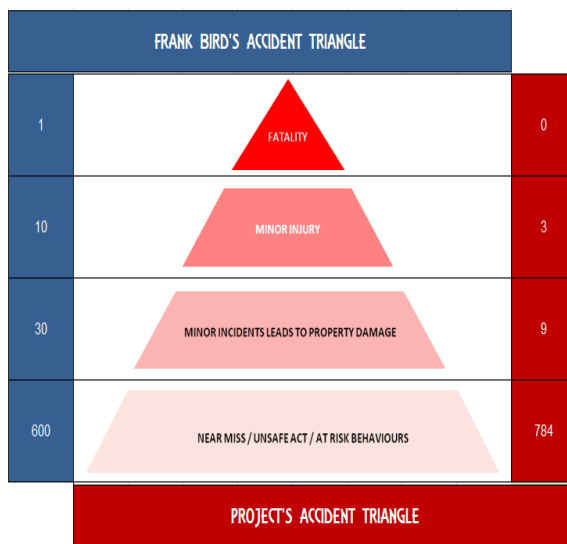 FRANK BIRD'S ACCIDENT TRIANGLE
1 FATALITY 0
10 MINOR INJURY 3
30 MINOR INCIDENTS LEADS TO PROPERTY DAMAGE 9
600 NEAR MISS / UNSAFE ACT / AT RISK BEHAVIOURS 784
PROJECT'S ACCIDENT TRIANGLE